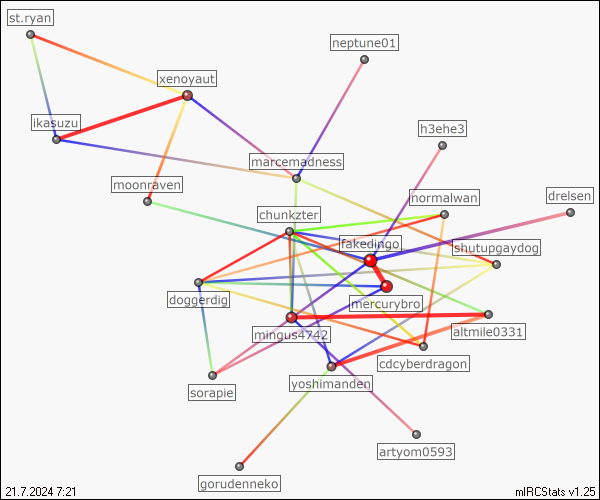 st.ryan
neptune01
xenoyaut
ikasuzu
h3ehe3
marcemadness
moonraven
normalwan
drelsen
chunkzter
fakedingo
shutupgaydog
doggerdig
mercurybro
mingus4742
altmile0331
cdcyberdragon
yoshimanden
sorapie
artyom0593
gorudenneko
21.7.2024 7:21
mIRCStats v1.25